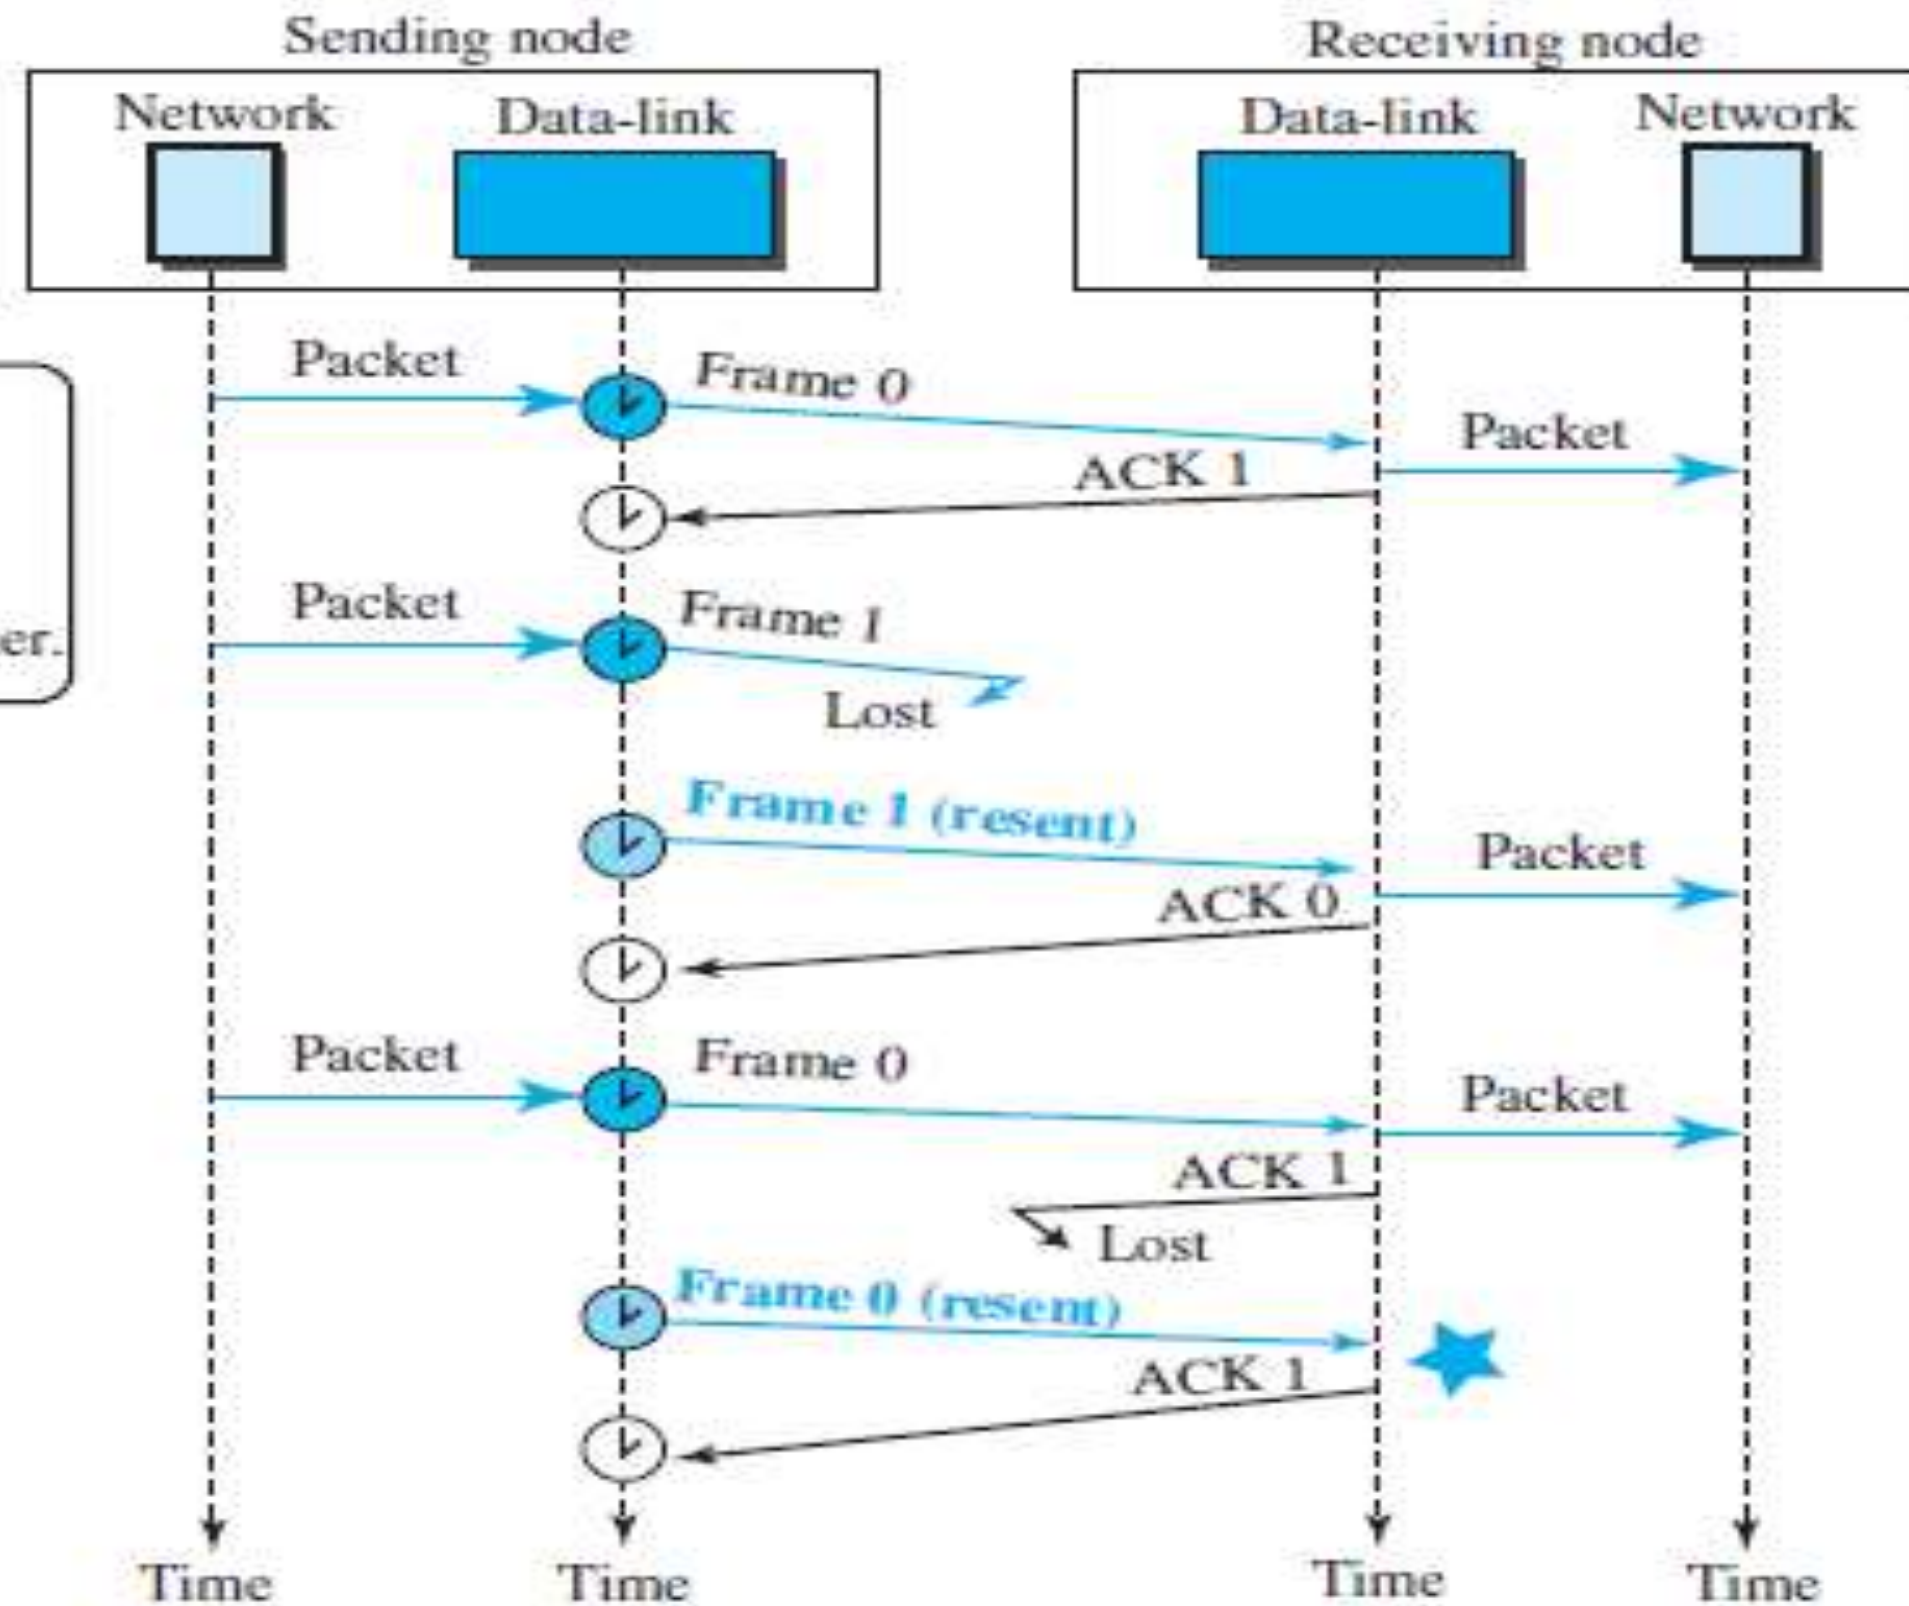 Sending node
Receiving node
Network
Data-link
Data-link
Network
Packet
Frame 0
Packet
ACK 1
Packet
Frame 1
er.
Lost
Frame 1 (resent)
Packet
ACK 0
Packet
Frame 0
Packet
ACK 1
Lost
Frame 0 (resent)
ACK 1
Time
Time
Time
Time